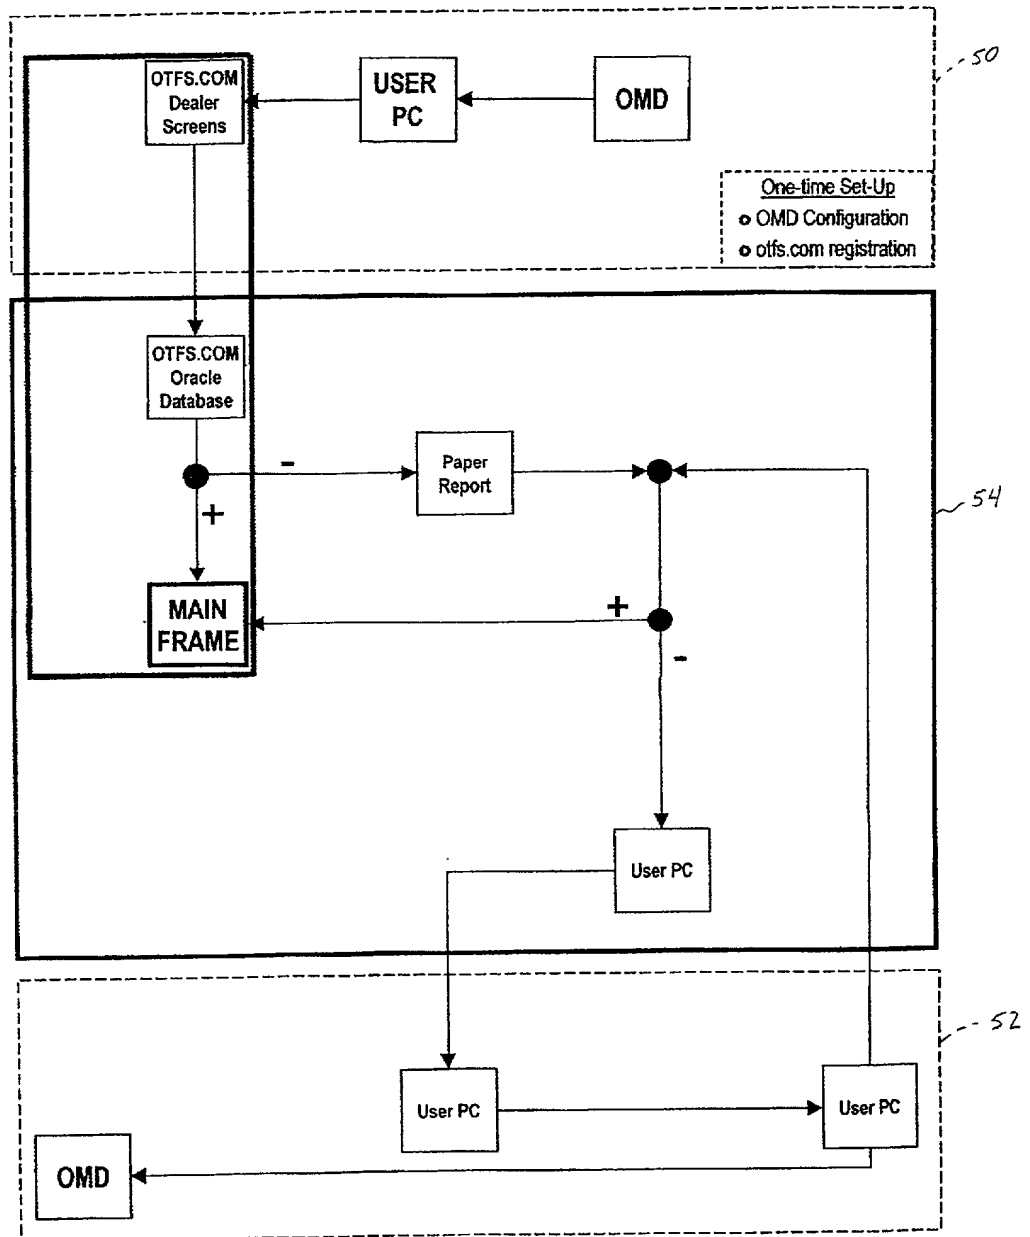 OTFS.COM
Dealer
Screens
USER
PC
OMD
50
One-time Set-Up
OMD Configuration
otfs.com registration
OTFS.COM
Oracle
Database
-
Paper
Report
+
54
MAIN
FRAME
+
-
User PC
52
User PC
User PC
OMD